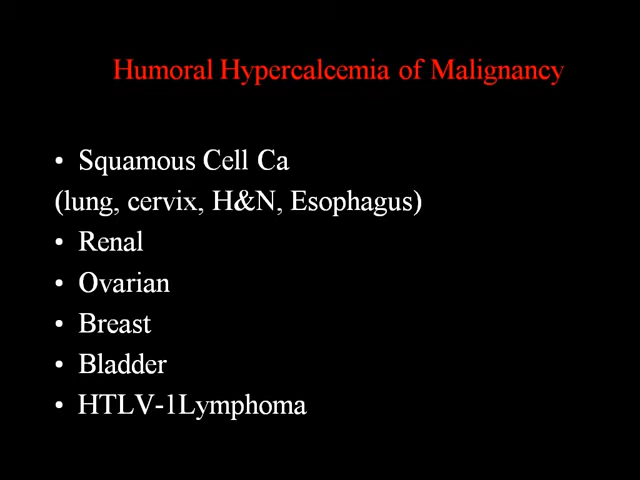 Humoral Hypercalcemia of Malignancy
• Squamous Cell Ca
(lung, cervix, H&N, Esophagus)
• Renal
• Ovarian
• Breast
• Bladder
• HTLV-1Lymphoma